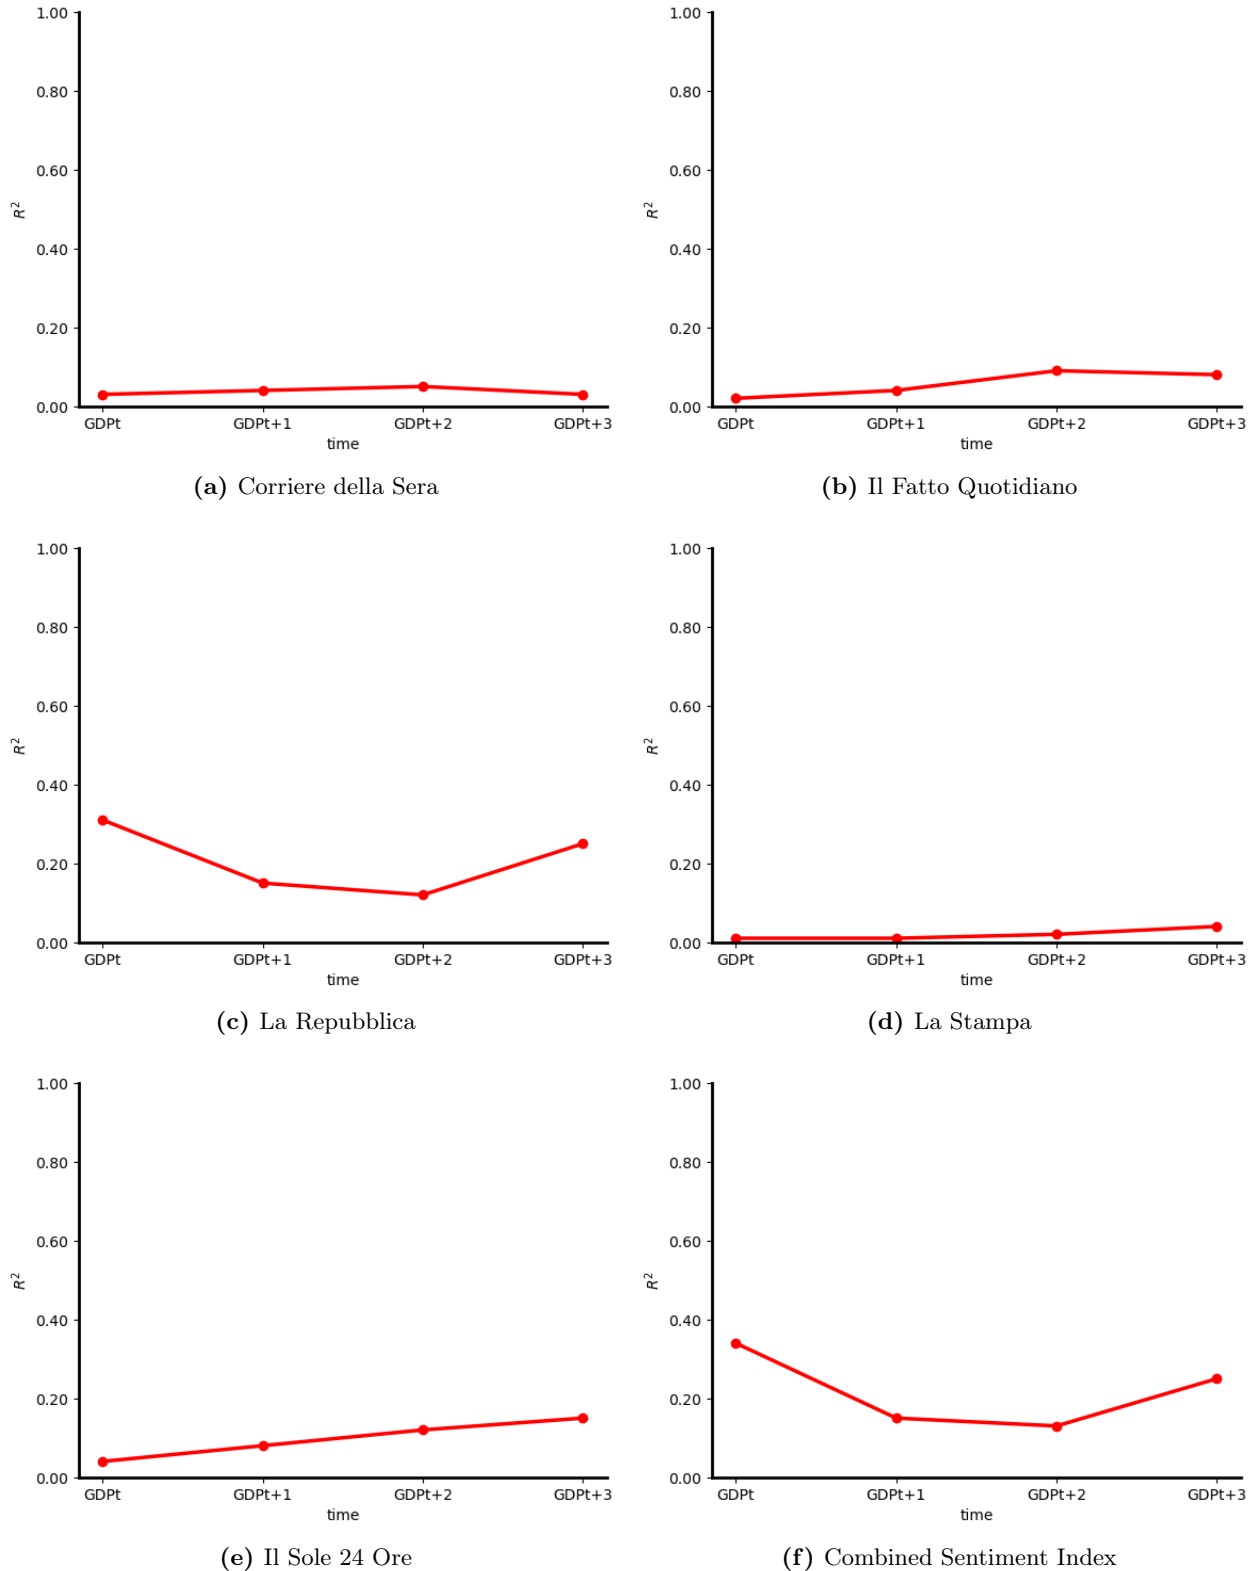 1.00
0.80
0.60
0.40
0.20
0.00
R²
GDPt GDPt+1 GDPt+2 GDPt+3
time
(a) Corriere della Sera
1.00
0.80
0.60
0.40
0.20
0.00
R²
GDPt GDPt+1 GDPt+2 GDPt+3
time
(b) Il Fatto Quotidiano
1.00
0.80
0.60
0.40
0.20
0.00
R²
GDPt GDPt+1 GDPt+2 GDPt+3
time
(c) La Repubblica
1.00
0.80
0.60
0.40
0.20
0.00
R²
GDPt GDPt+1 GDPt+2 GDPt+3
time
(d) La Stampa
1.00
0.80
0.60
0.40
0.20
0.00
R²
GDPt GDPt+1 GDPt+2 GDPt+3
time
(e) Il Sole 24 Ore
1.00
0.80
0.60
0.40
0.20
0.00
R²
GDPt GDPt+1 GDPt+2 GDPt+3
time
(f) Combined Sentiment Index